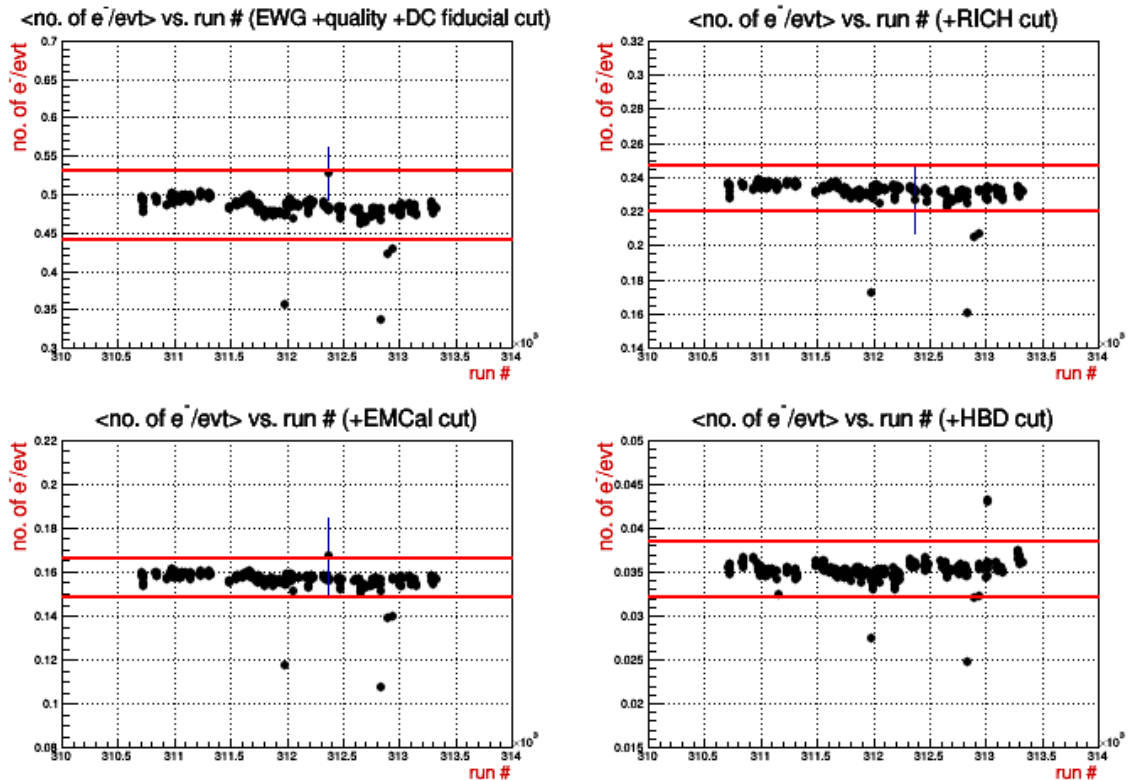 <no. of e⁻/evt> vs. run # (EWG +quality +DC fiducial cut)
no. of e⁻/evt
0.7
0.65
0.6
0.55
0.5
0.45
0.4
0.35
0.3
310 310.5 311 311.5 312 312.5 313 313.5 314
×10³
run #
<no. of e⁻/evt> vs. run # (+RICH cut)
no. of e⁻/evt
0.32
0.3
0.28
0.26
0.24
0.22
0.2
0.18
0.16
0.14
310 310.5 311 311.5 312 312.5 313 313.5 314
×10³
run #
<no. of e⁻/evt> vs. run # (+EMCal cut)
no. of e⁻/evt
0.22
0.2
0.18
0.16
0.14
0.12
0.1
0.08
310 310.5 311 311.5 312 312.5 313 313.5 314
×10³
run #
<no. of e⁻/evt> vs. run # (+HBD cut)
no. of e⁻/evt
0.05
0.045
0.04
0.035
0.03
0.025
0.02
0.015
310 310.5 311 311.5 312 312.5 313 313.5 314
×10³
run #